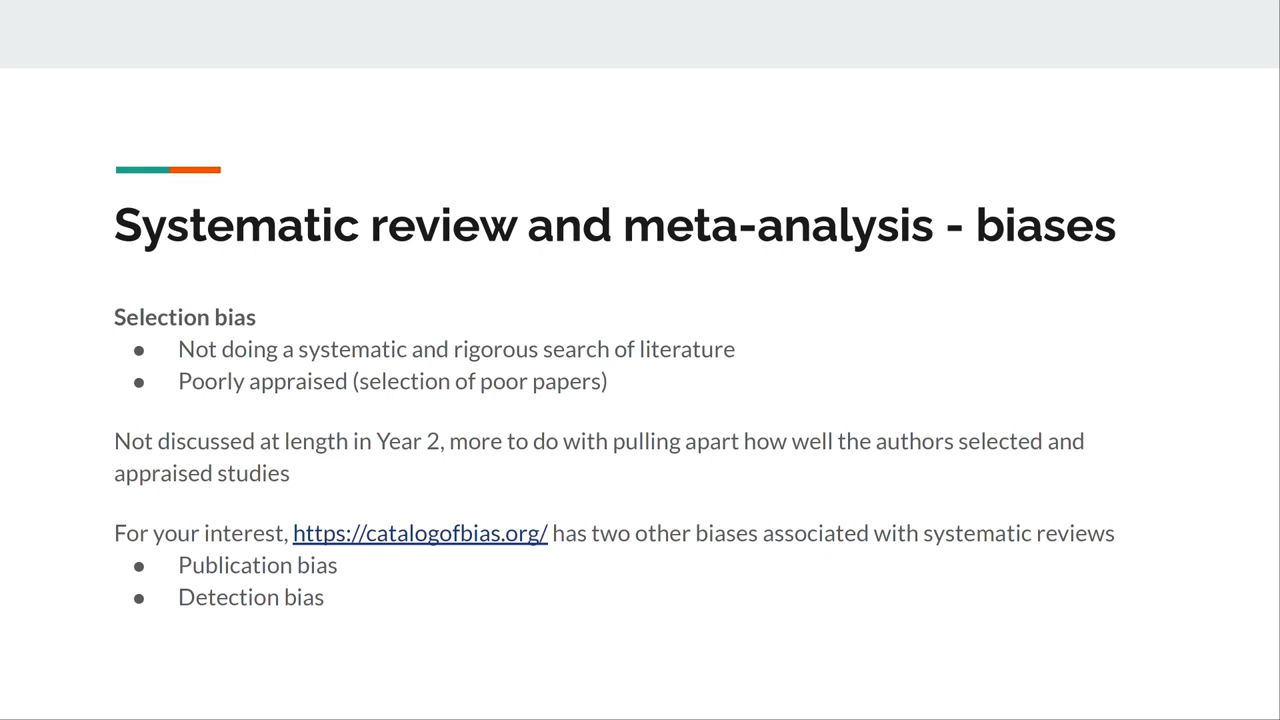 Systematic review and meta-analysis - biases
Selection bias
● Not doing a systematic and rigorous search of literature
● Poorly appraised (selection of poor papers)
Not discussed at length in Year 2, more to do with pulling apart how well the authors selected and
appraised studies
For your interest, https://catalogofbias.org/ has two other biases associated with systematic reviews
● Publication bias
● Detection bias